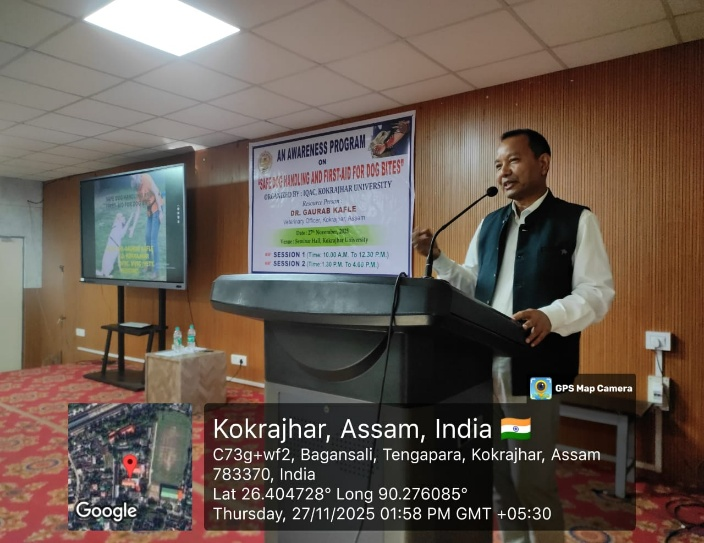 AN AWARENESS PROGRAM
ON
"SAFE DOG HANDLING AND FIRST-AID FOR DOG BITES"
ORGANIZED BY : IQAC, KOKRAJHAR UNIVERSITY
Resource Person
DR. GAURAB KAFLE
Veterinary Officer, Kokrajhar, Assam
Date : 27th November, 2025
Venue : Seminar Hall, Kokrajhar University
SESSION 1 (Time: 10.00 A.M. To 12.30 P.M.)
SESSION 2 (Time: 1.30 P.M. To 4.00 P.M.)
GPS Map Camera
Kokrajhar, Assam, India
C73g+wf2, Bagansali, Tengapara, Kokrajhar, Assam
783370, India
Lat 26.404728° Long 90.276085°
Thursday, 27/11/2025 01:58 PM GMT +05:30
Google